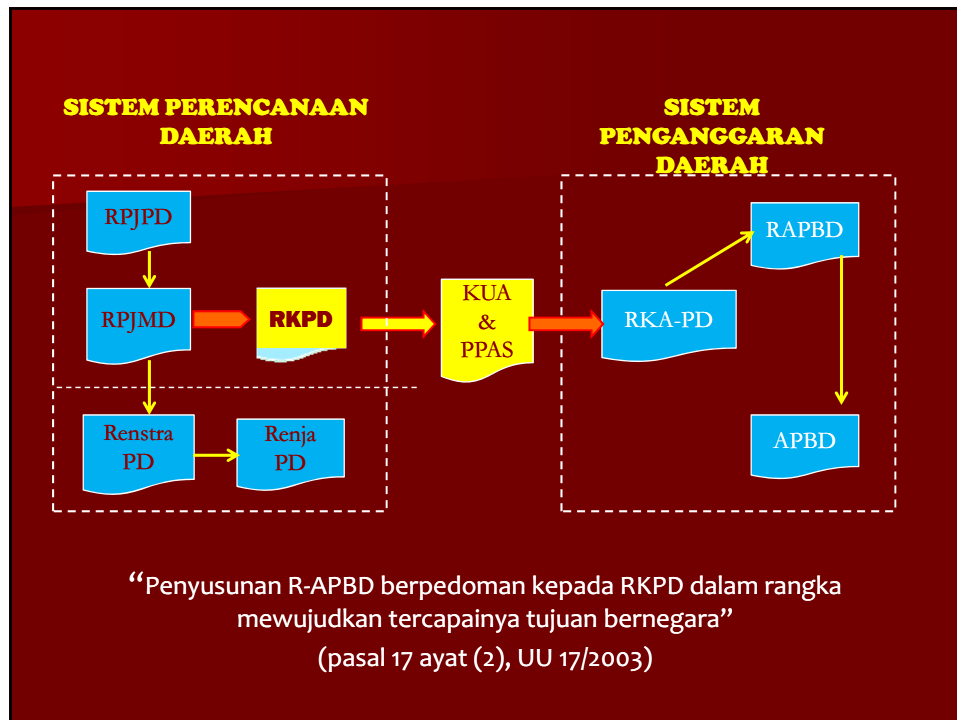 SISTEM PERENCANAAN
DAERAH
SISTEM
PENGANGGARAN
DAERAH
RPJPD
RAPBD
RPJMD
RKPD
KUA
&
PPAS
RKA-PD
Renstra
PD
Renja
PD
APBD
“Penyusunan R-APBD berpedoman kepada RKPD dalam rangka
mewujudkan tercapainya tujuan bernegara”
(pasal 17 ayat (2), UU 17/2003)